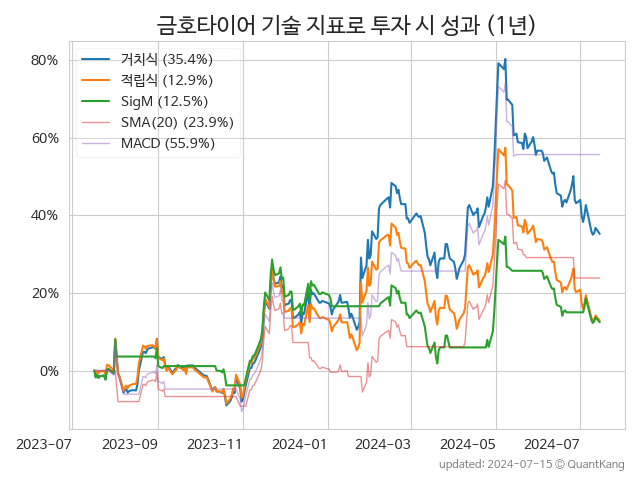 금호타이어 기술 지표로 투자 시 성과 (1년)
80%
60%
40%
20%
0%
거치식 (35.4%)
적립식 (12.9%)
SigM (12.5%)
SMA(20) (23.9%)
MACD (55.9%)
2023-07
2023-09
2023-11
2024-01
2024-03
2024-05
2024-07
updated: 2024-07-15 © QuantKang